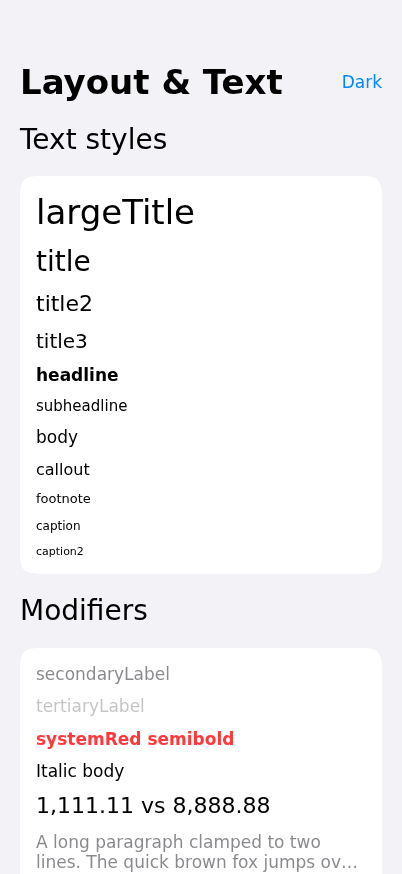 Layout & Text
Dark
Text styles
largeTitle
title
title2
title3
headline
subheadline
body
callout
footnote
caption
caption2
Modifiers
secondaryLabel
tertiaryLabel
systemRed semibold
Italic body
1,111.11 vs 8,888.88
A long paragraph clamped to two
lines. The quick brown fox jumps ov…